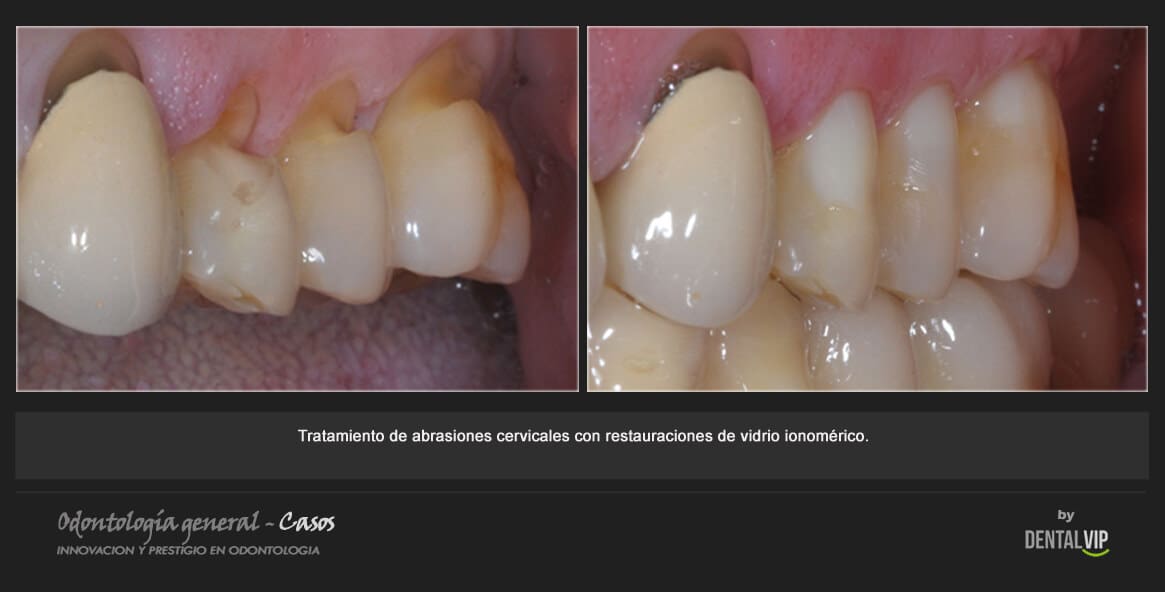 Tratamiento de abrasiones cervicales con restauraciones de vidrio ionomérico.
Odontología general - Casos
INNOVACION Y PRESTIGIO EN ODONTOLOGIA
by
DENTALVIP